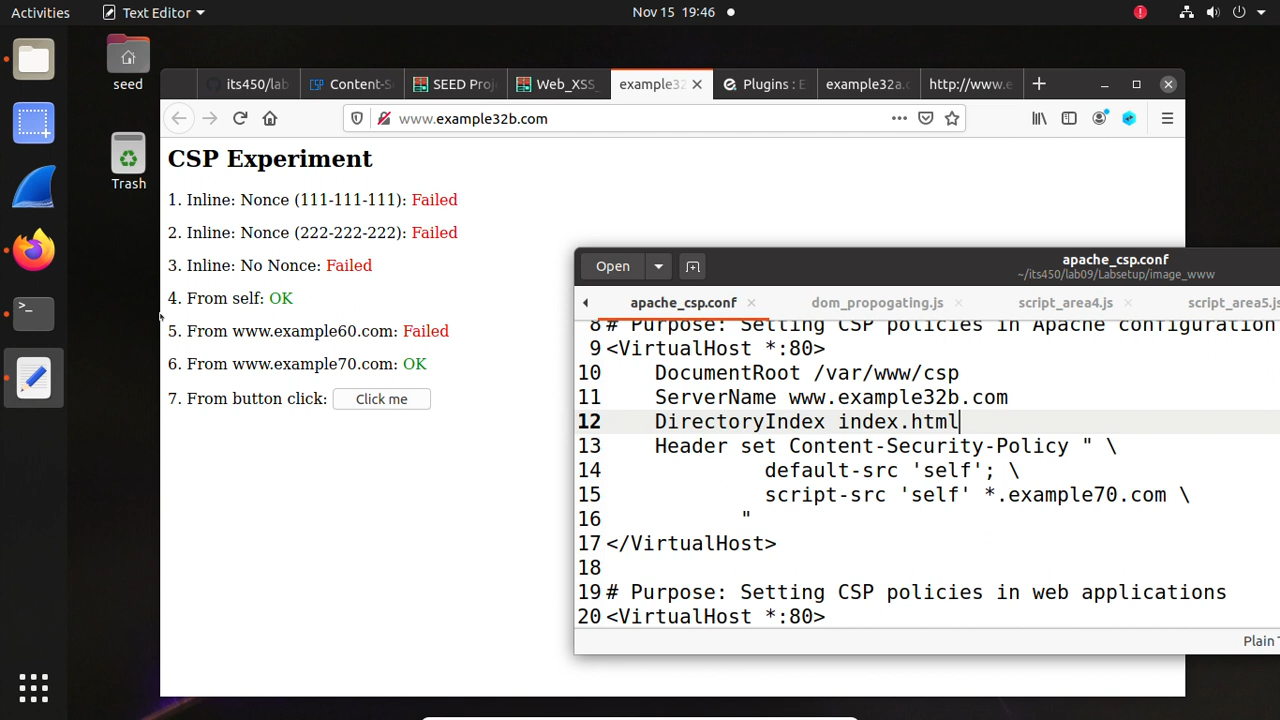 Activities
Text Editor
Nov 15 19:46
seed
Trash
its450/lab
Content-S
SEED Proj
Web_XSS_
example32
Plugins : E
example32a.c
http://www.e
www.example32b.com
CSP Experiment
1. Inline: Nonce (111-111-111): Failed
2. Inline: Nonce (222-222-222): Failed
3. Inline: No Nonce: Failed
4. From self: OK
5. From www.example60.com: Failed
6. From www.example70.com: OK
7. From button click: Click me
Open
apache_csp.conf
~/its450/lab09/Labsetup/image_www
apache_csp.conf
dom_propogating.js
script_area4.js
script_area5.js
8 # Purpose: Setting CSP policies in Apache configuration
9 <VirtualHost *:80>
10     DocumentRoot /var/www/csp
11     ServerName www.example32b.com
12     DirectoryIndex index.html
13     Header set Content-Security-Policy " \
14              default-src 'self'; \
15              script-src 'self' *.example70.com \
16            "
17 </VirtualHost>
18
19 # Purpose: Setting CSP policies in web applications
20 <VirtualHost *:80>
Plain